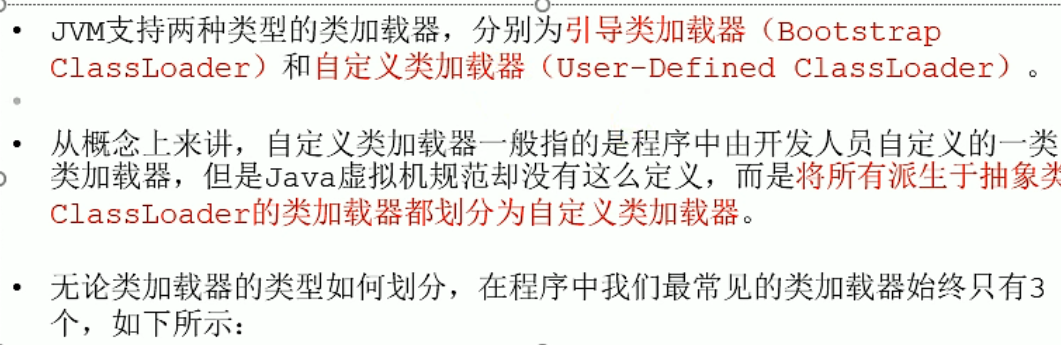 • JVM支持两种类型的类加载器，分别为引导类加载器（Bootstrap
ClassLoader）和自定义类加载器（User-Defined ClassLoader）。
•
• 从概念上来讲，自定义类加载器一般指的是程序中由开发人员自定义的一类
类加载器，但是Java虚拟机规范却没有这么定义，而是将所有派生于抽象类
ClassLoader的类加载器都划分为自定义类加载器。
• 无论类加载器的类型如何划分，在程序中我们最常见的类加载器始终只有3
个，如下所示：